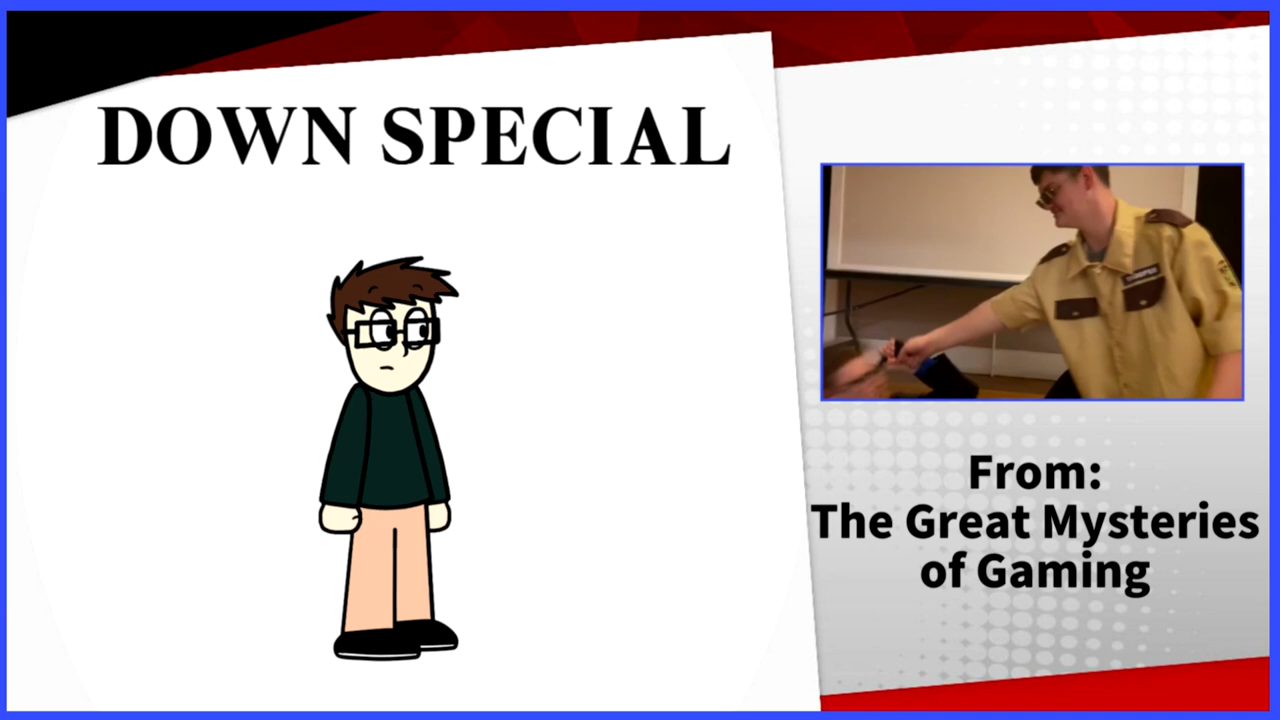 DOWN SPECIAL
From:
The Great Mysteries
of Gaming